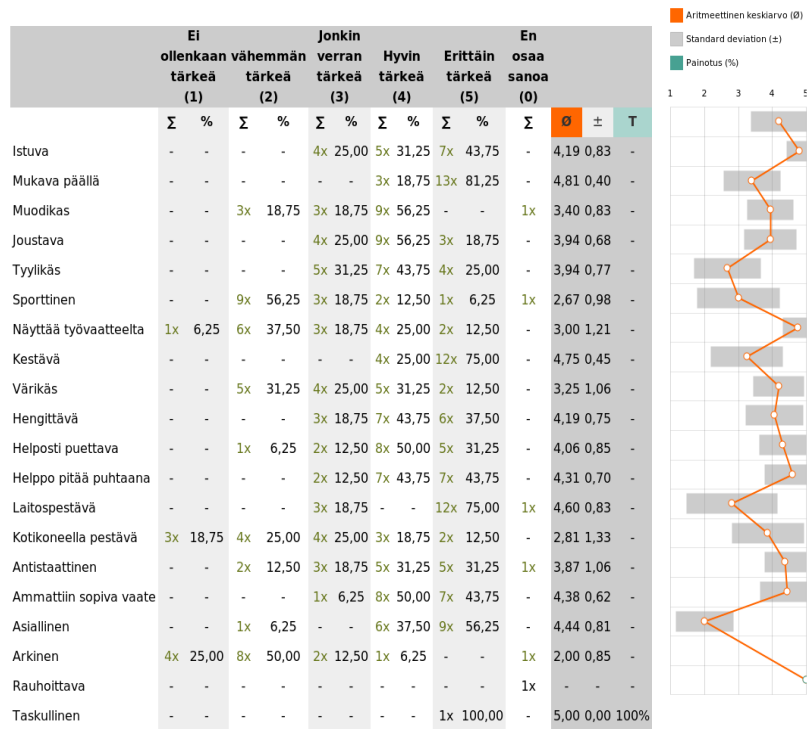 Aritmeettinen keskiarvo (Ø)
Standard deviation (±)
Painotus (%)
Ei ollenkaan tärkeä (1) vähemmän tärkeä (2) Jonkin verran tärkeä (3) Hyvin tärkeä (4) Erittäin tärkeä (5) En osaa sanoa (0)
1 2 3 4 5
Σ % Σ % Σ % Σ % Σ % Σ Ø ± T
Istuva - - - - 4x 25,00 5x 31,25 7x 43,75 - 4,19 0,83 -
Mukava päällä - - - - - - 3x 18,75 13x 81,25 - 4,81 0,40 -
Muodikas - - 3x 18,75 3x 18,75 9x 56,25 - - 1x 3,40 0,83 -
Joustava - - - - 4x 25,00 9x 56,25 3x 18,75 - 3,94 0,68 -
Tyylikäs - - - - 5x 31,25 7x 43,75 4x 25,00 - 3,94 0,77 -
Sporttinen - - 9x 56,25 3x 18,75 2x 12,50 1x 6,25 1x 2,67 0,98 -
Näyttää työvaatteelta 1x 6,25 6x 37,50 3x 18,75 4x 25,00 2x 12,50 - 3,00 1,21 -
Kestävä - - - - - - 4x 25,00 12x 75,00 - 4,75 0,45 -
Värikäs - - 5x 31,25 4x 25,00 5x 31,25 2x 12,50 - 3,25 1,06 -
Hengittävä - - - - 3x 18,75 7x 43,75 6x 37,50 - 4,19 0,75 -
Helposti puettava - - 1x 6,25 2x 12,50 8x 50,00 5x 31,25 - 4,06 0,85 -
Helppo pitää puhtaana - - - - 2x 12,50 7x 43,75 7x 43,75 - 4,31 0,70 -
Laitospestävä - - - - 3x 18,75 - - 12x 75,00 1x 4,60 0,83 -
Kotikoneella pestävä 3x 18,75 4x 25,00 4x 25,00 3x 18,75 2x 12,50 - 2,81 1,33 -
Antistaattinen - - 2x 12,50 3x 18,75 5x 31,25 5x 31,25 1x 3,87 1,06 -
Ammattiin sopiva vaate - - - - 1x 6,25 8x 50,00 7x 43,75 - 4,38 0,62 -
Asiallinen - - 1x 6,25 - - 6x 37,50 9x 56,25 - 4,44 0,81 -
Arkinen 4x 25,00 8x 50,00 2x 12,50 1x 6,25 - - 1x 2,00 0,85 -
Rauhoittava - - - - - - - - - - 1x - - -
Taskullinen - - - - - - - - 1x 100,00 - 5,00 0,00 100%